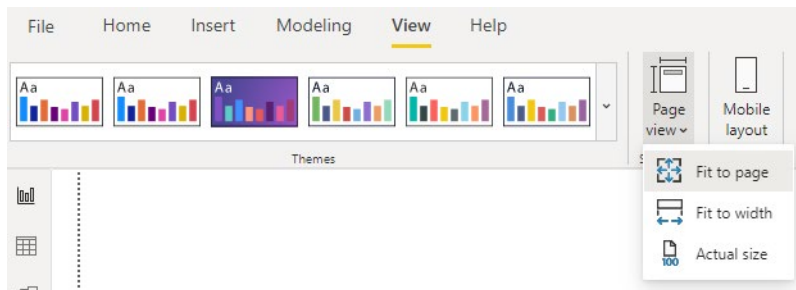 File Home Insert Modeling View Help
Aa Aa Aa Aa Aa Aa
Page
view
Mobile
layout
Themes
Fit to page
Fit to width
100
Actual size